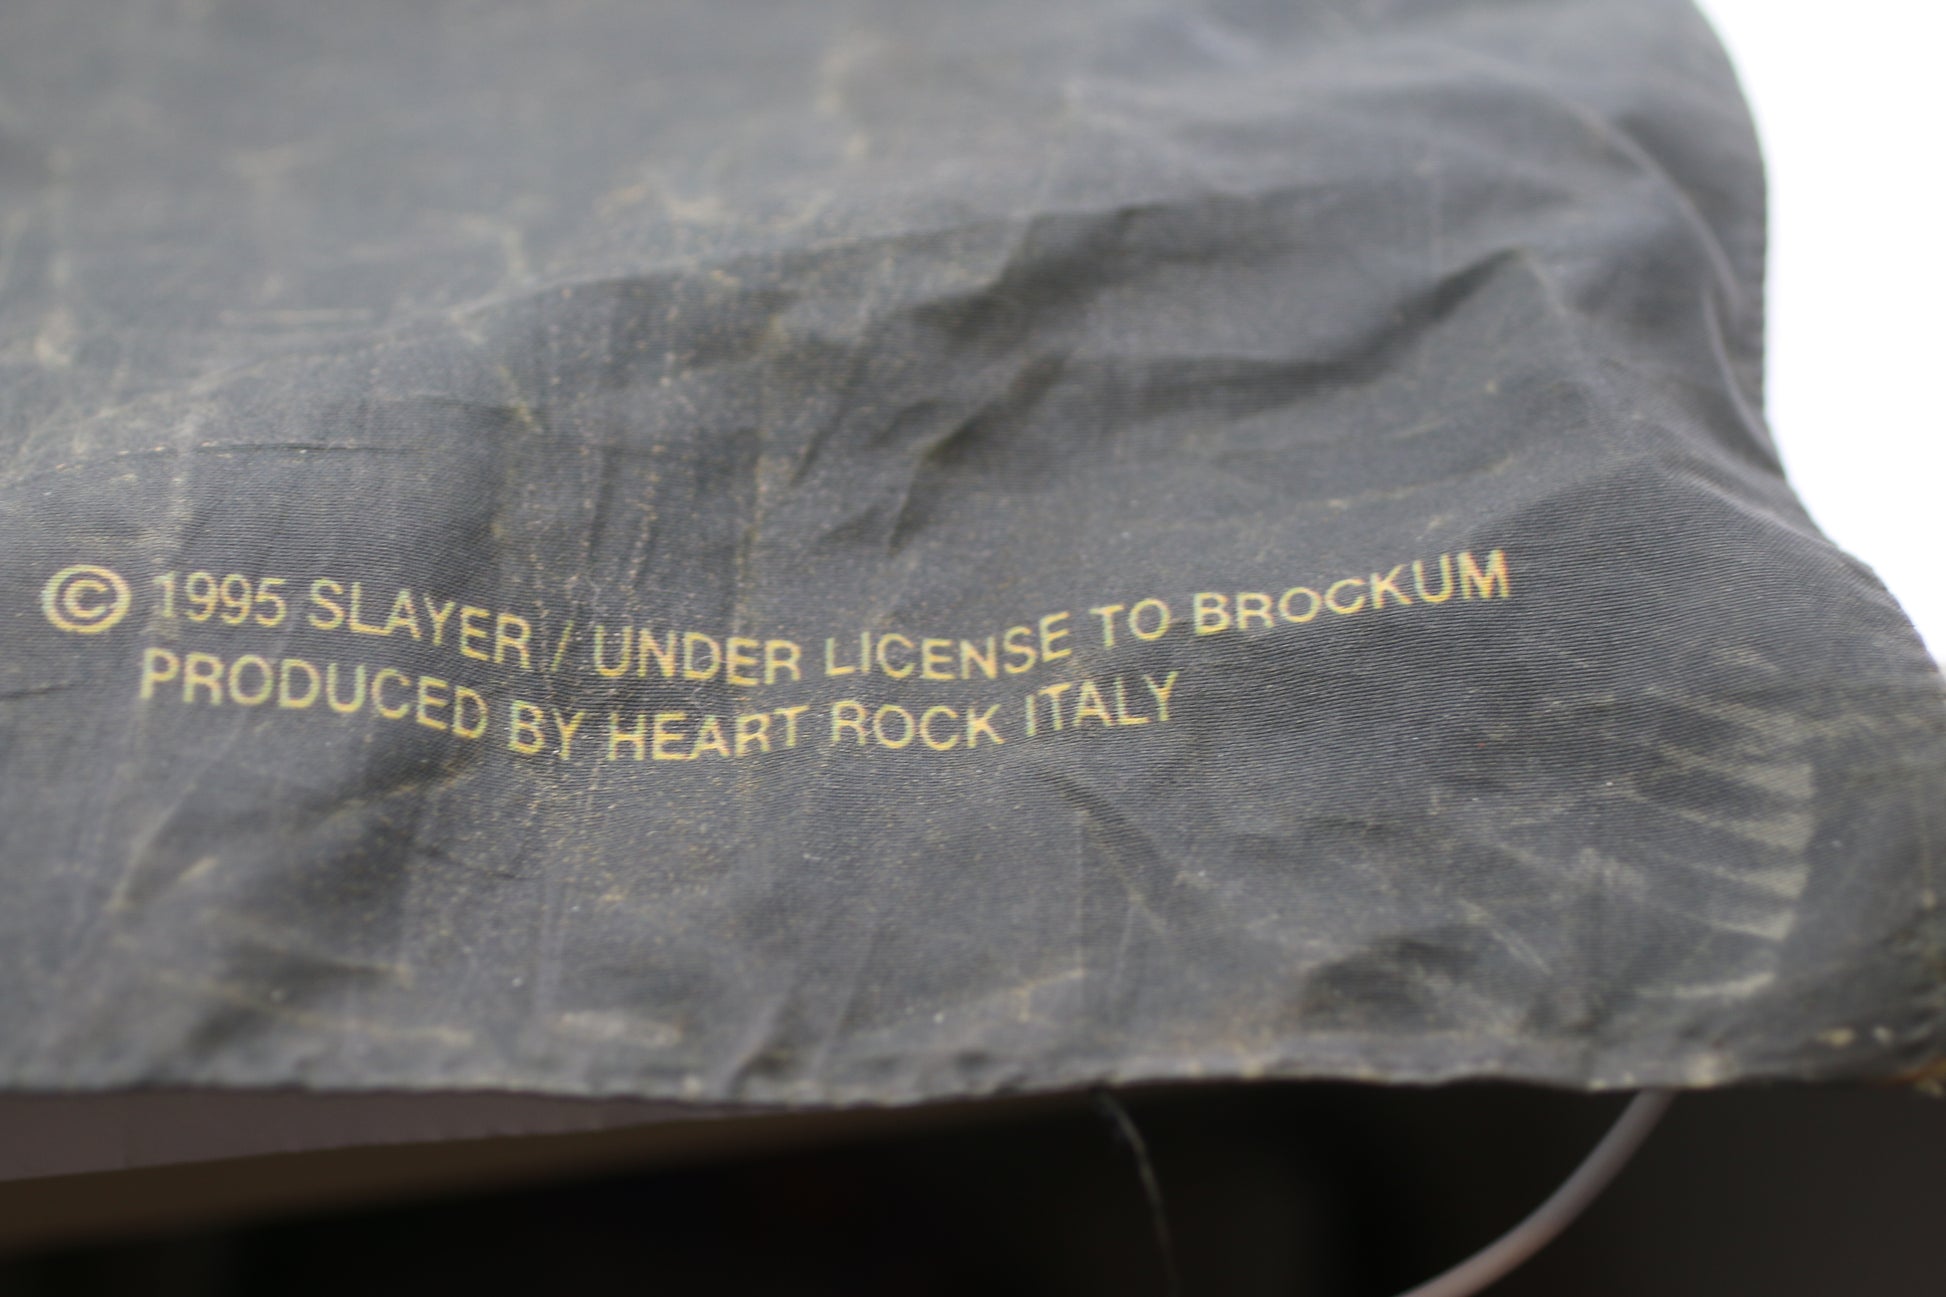 © 1995 SLAYER / UNDER LICENSE TO BROCKUM
PRODUCED BY HEART ROCK ITALY